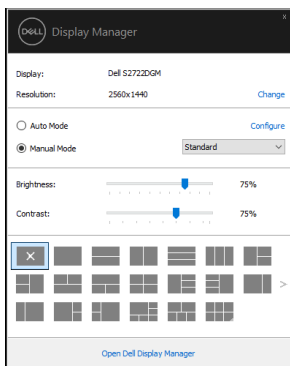 x
DELL Display Manager
Display: Dell S2722DGM
Resolution: 2560x1440 Change
Auto Mode Configure
Manual Mode Standard
Brightness: 75%
Contrast: 75%
Open Dell Display Manager